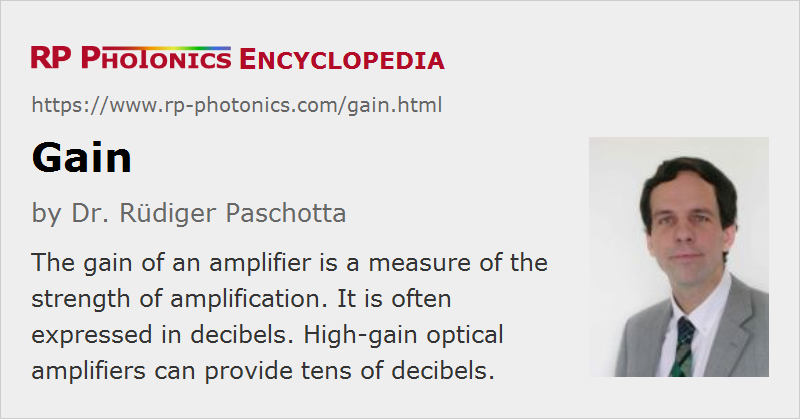 RP PHOTONICS ENCYCLOPEDIA
https://www.rp-photonics.com/gain.html
Gain
by Dr. Rüdiger Paschotta
The gain of an amplifier is a measure of the
strength of amplification. It is often
expressed in decibels. High-gain optical
amplifiers can provide tens of decibels.